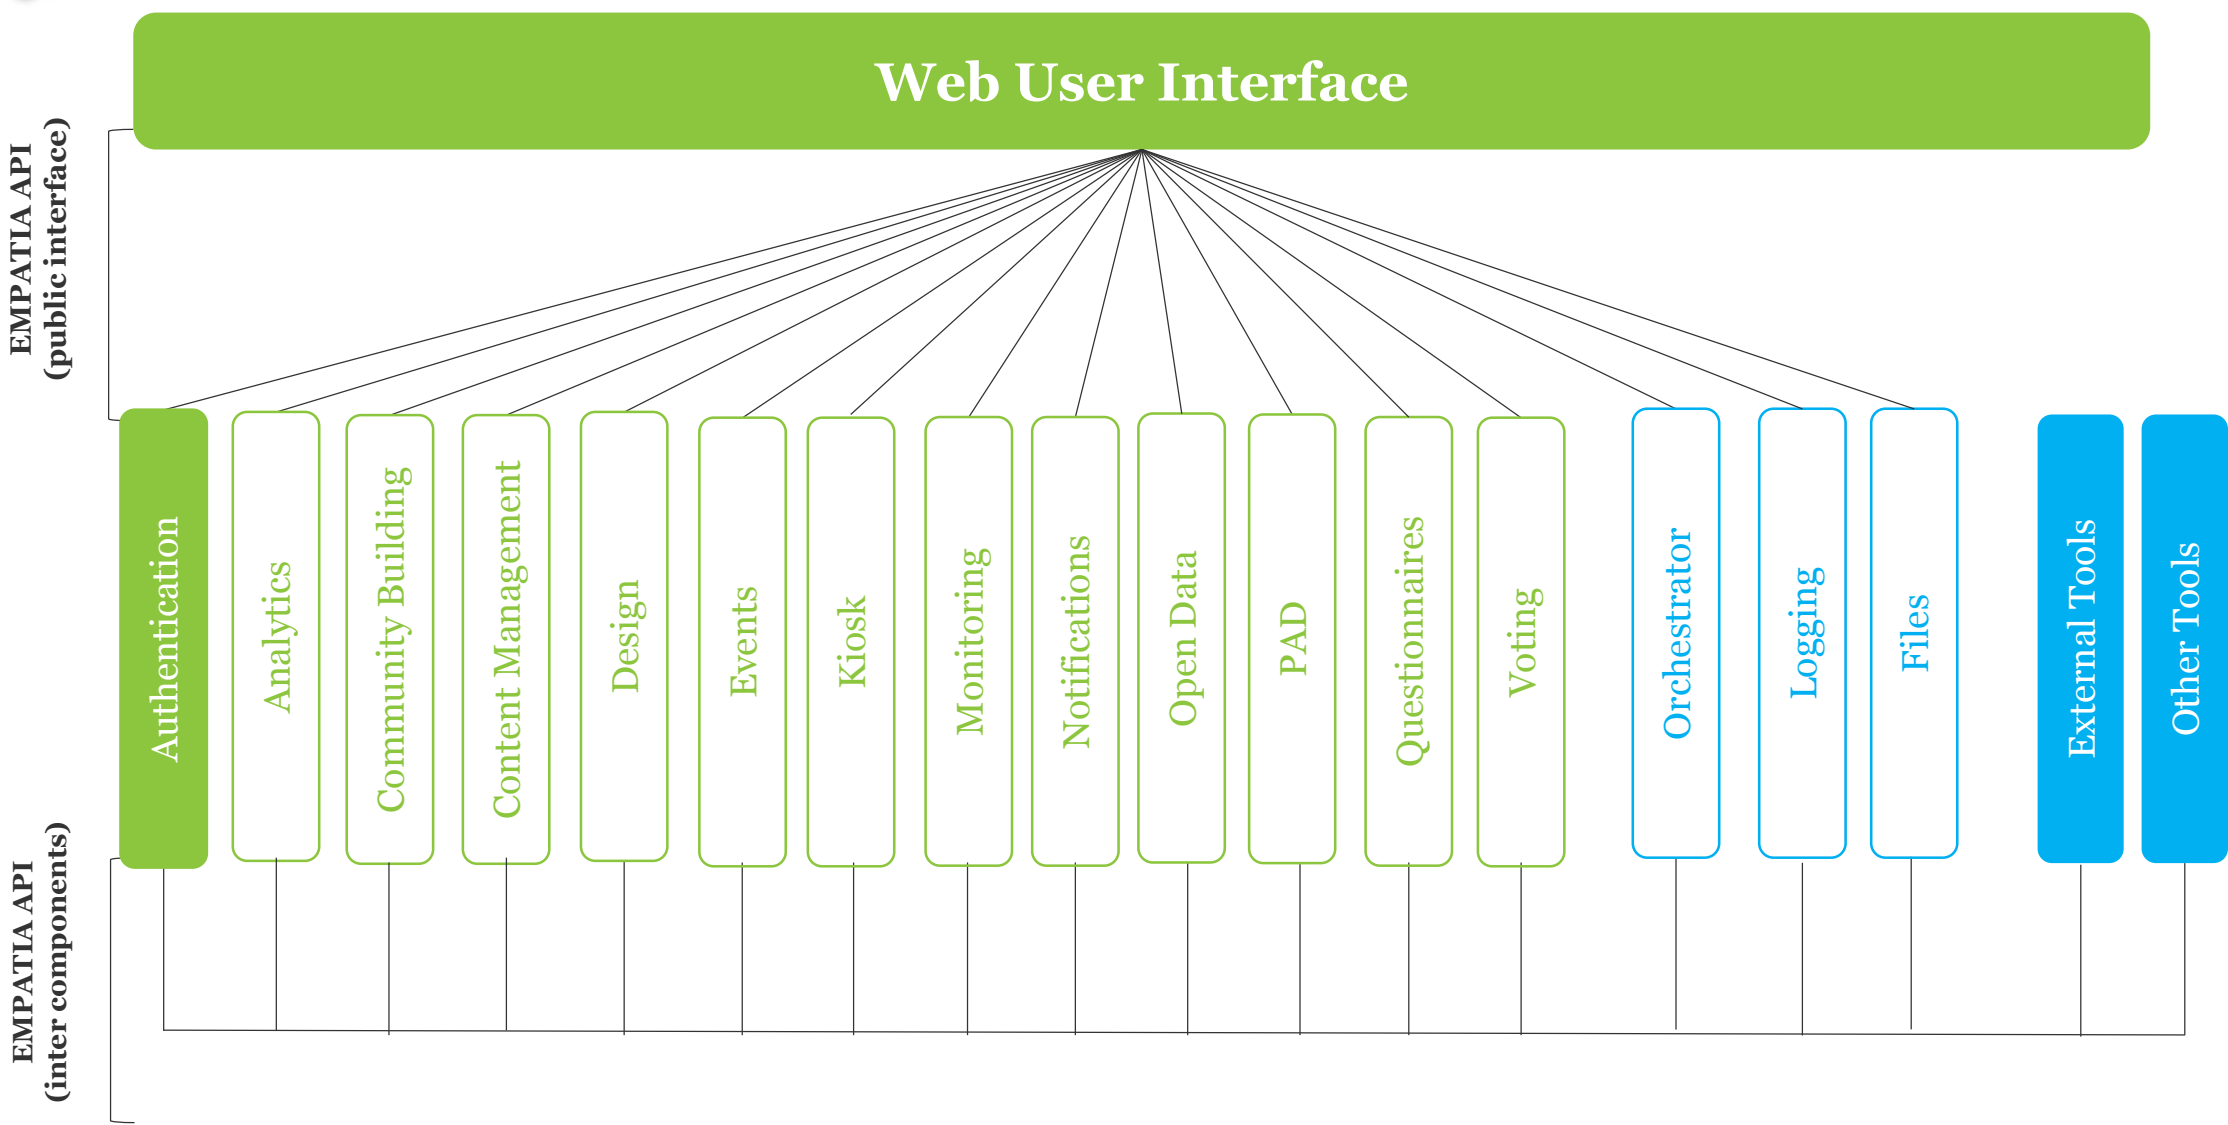 Web User Interface
EMPATIA API
(public interface)
Authentication
Analytics
Community Building
Content Management
Design
Events
Kiosk
Monitoring
Notifications
Open Data
PAD
Questionnaires
Voting
Orchestrator
Logging
Files
External Tools
Other Tools
EMPATIA API
(inter components)